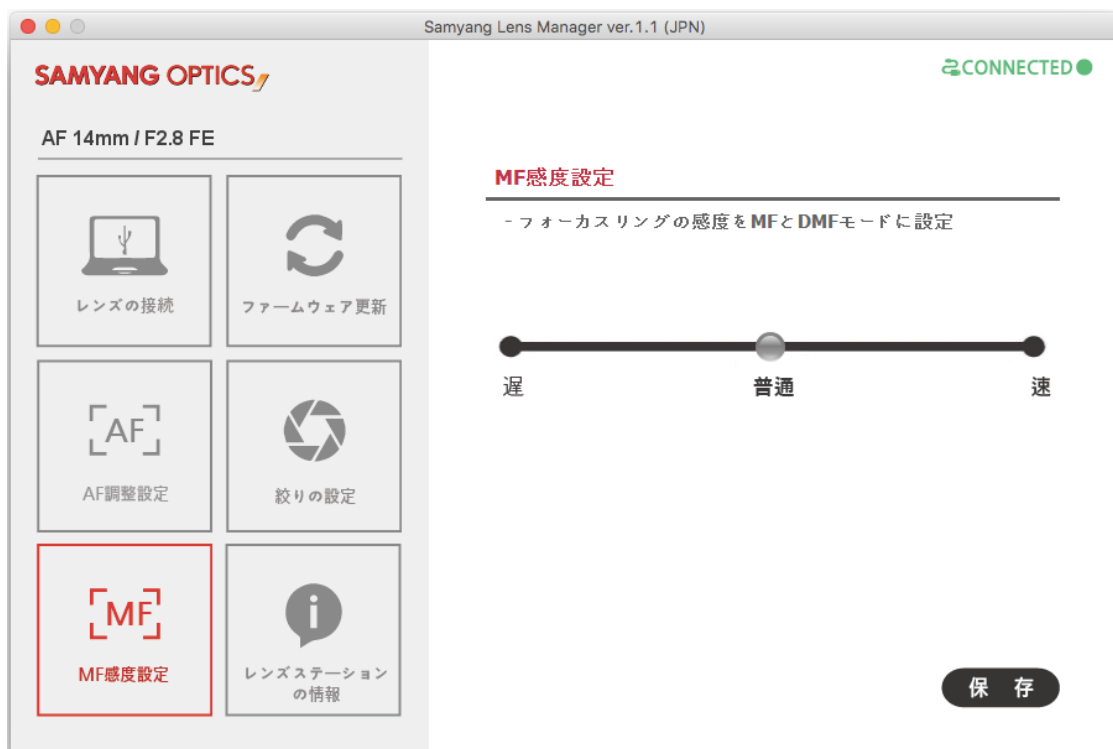 Samyang Lens Manager ver.1.1 (JPN)
SAMYANG OPTICS
CONNECTED
AF 14mm / F2.8 FE
レンズの接続
ファームウェア更新
AF
AF調整設定
絞りの設定
MF
MF感度設定
i
レンズステーション
の情報
MF感度設定
- フォーカスリングの感度をMFとDMFモードに設定
遅
普通
速
保 存